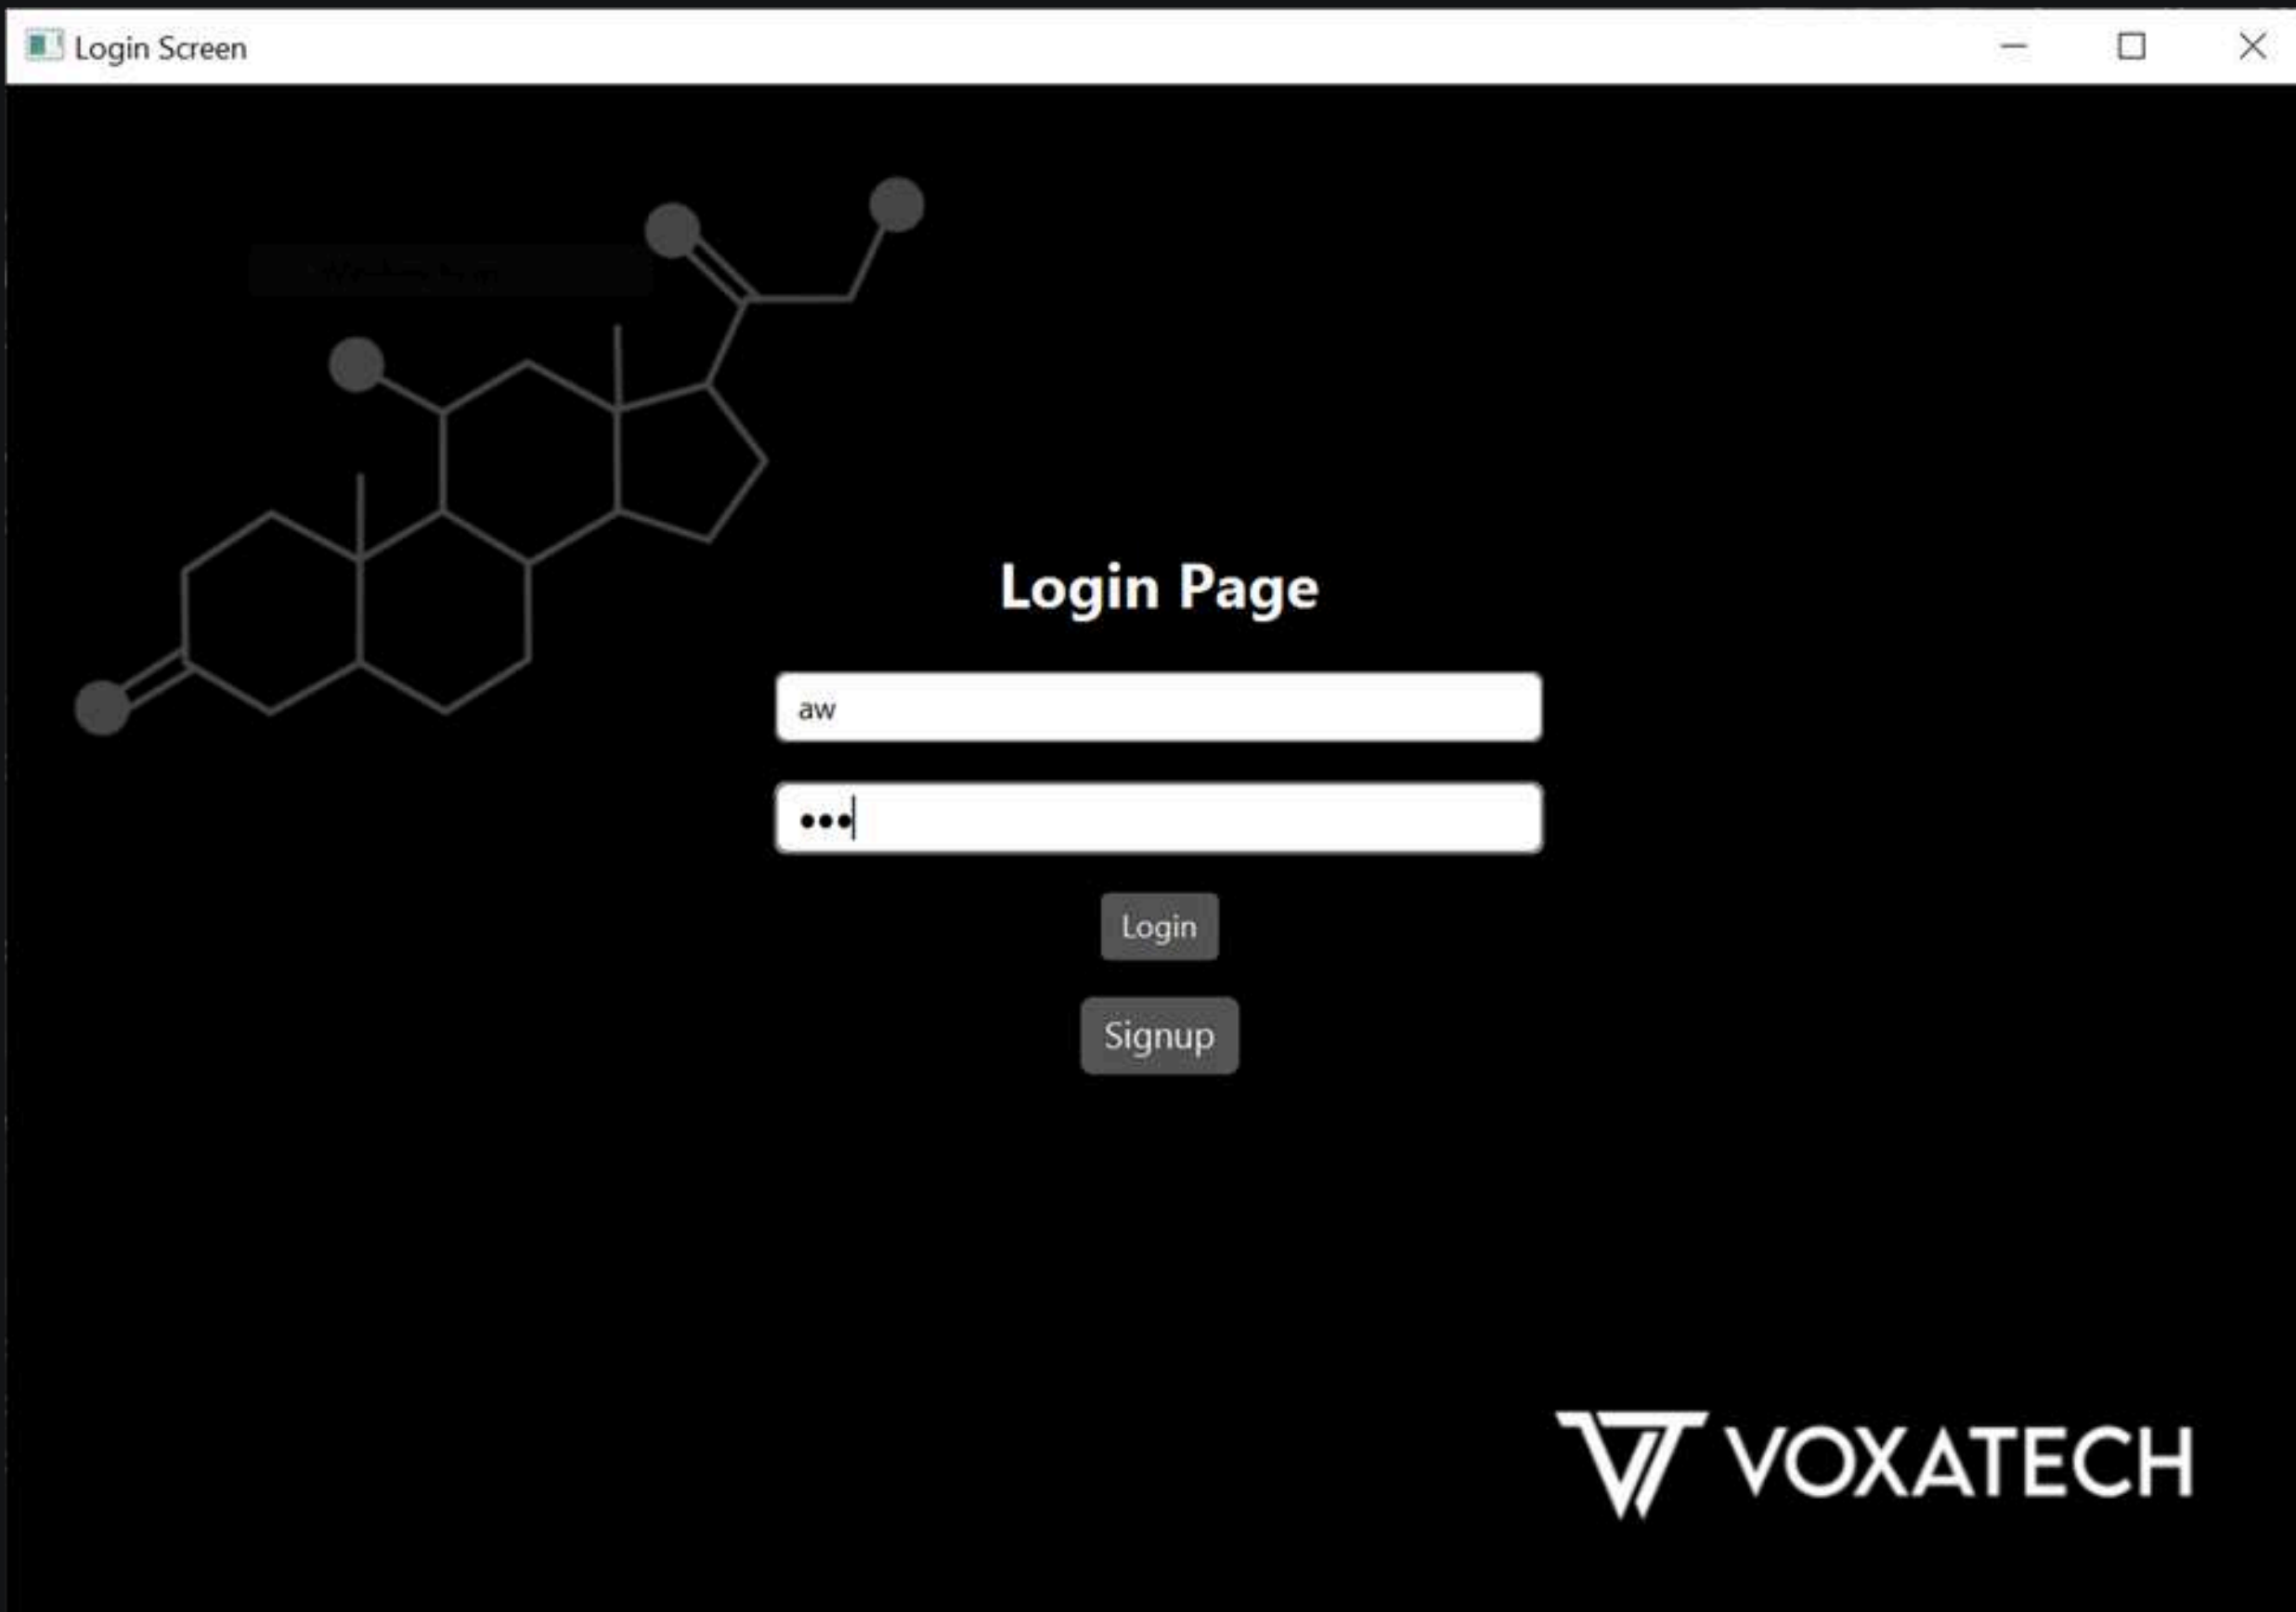 Login Screen
Login Page
aw
•••
Login
Signup
VOXATECH